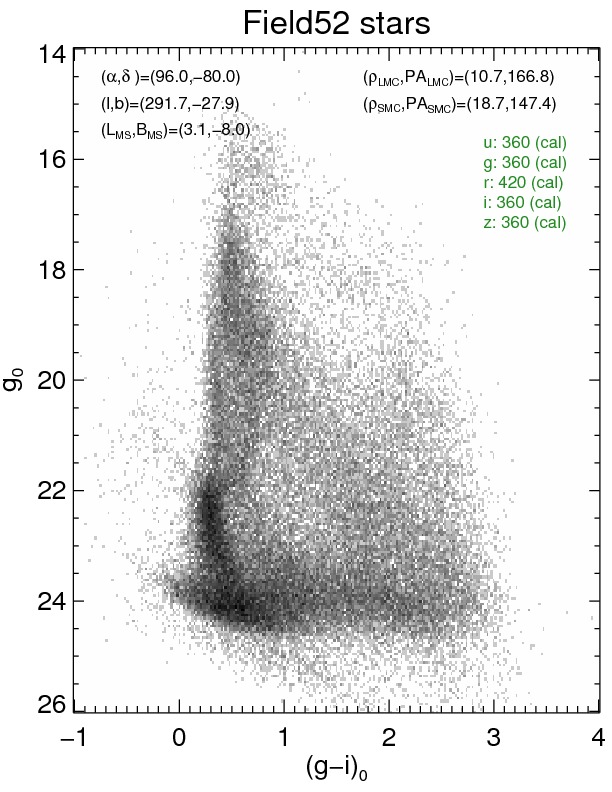 Field52 stars
14
(α,δ )=(96.0,−80.0)
(ρLMC,PALMC)=(10.7,166.8)
(l,b)=(291.7,−27.9)
(ρSMC,PASMC)=(18.7,147.4)
(LMS,BMS)=(3.1,−8.0)
u: 360 (cal)
g: 360 (cal)
r: 420 (cal)
i: 360 (cal)
z: 360 (cal)
16
18
20
22
24
26
g0
−1 0 1 2 3 4
(g−i)0